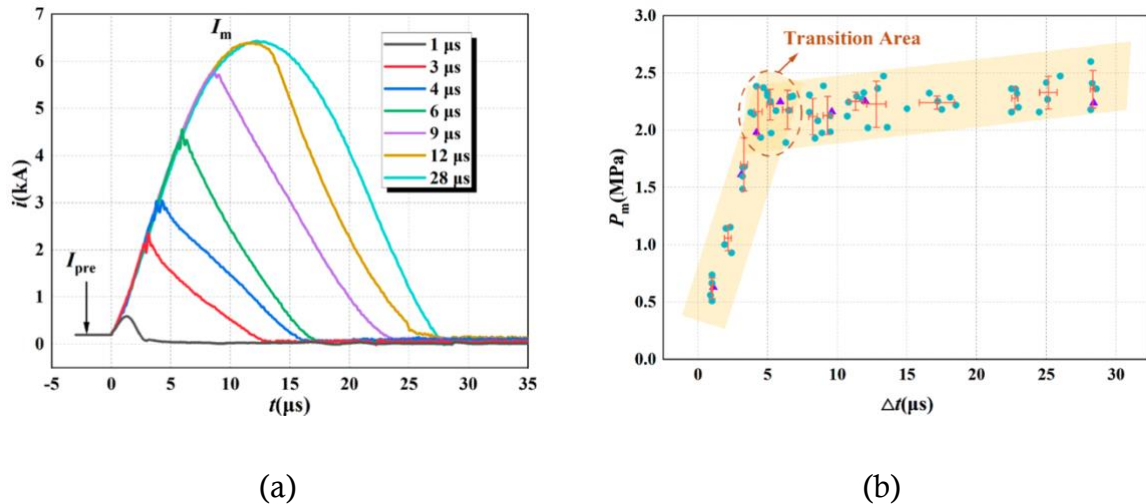 7
6
5
4
3
2
1
0
i(kA)
I_m
I_pre
1 μs
3 μs
4 μs
6 μs
9 μs
12 μs
28 μs
-5 0 5 10 15 20 25 30 35
t(μs)
(a)
3.0
2.5
2.0
1.5
1.0
0.5
0.0
P_m(MPa)
Transition Area
0 5 10 15 20 25 30
△t(μs)
(b)